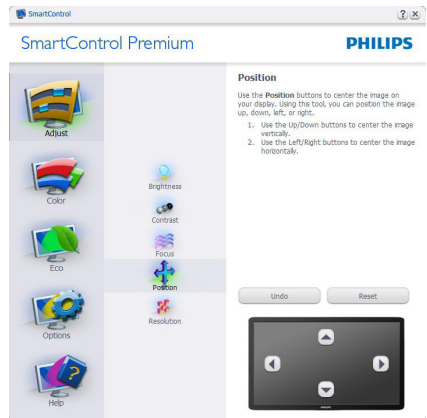 SmartControl
SmartControl Premium
PHILIPS
Adjust
Color
Eco
Options
Help
Brightness
Contrast
Focus
Position
Resolution
Position
Use the Position buttons to center the image on
your display. Using this tool, you can position the image
up, down, left, or right.
1. Use the Up/Down buttons to center the image
vertically.
2. Use the Left/Right buttons to center the image
horizontally.
Undo
Reset
PHILIPS